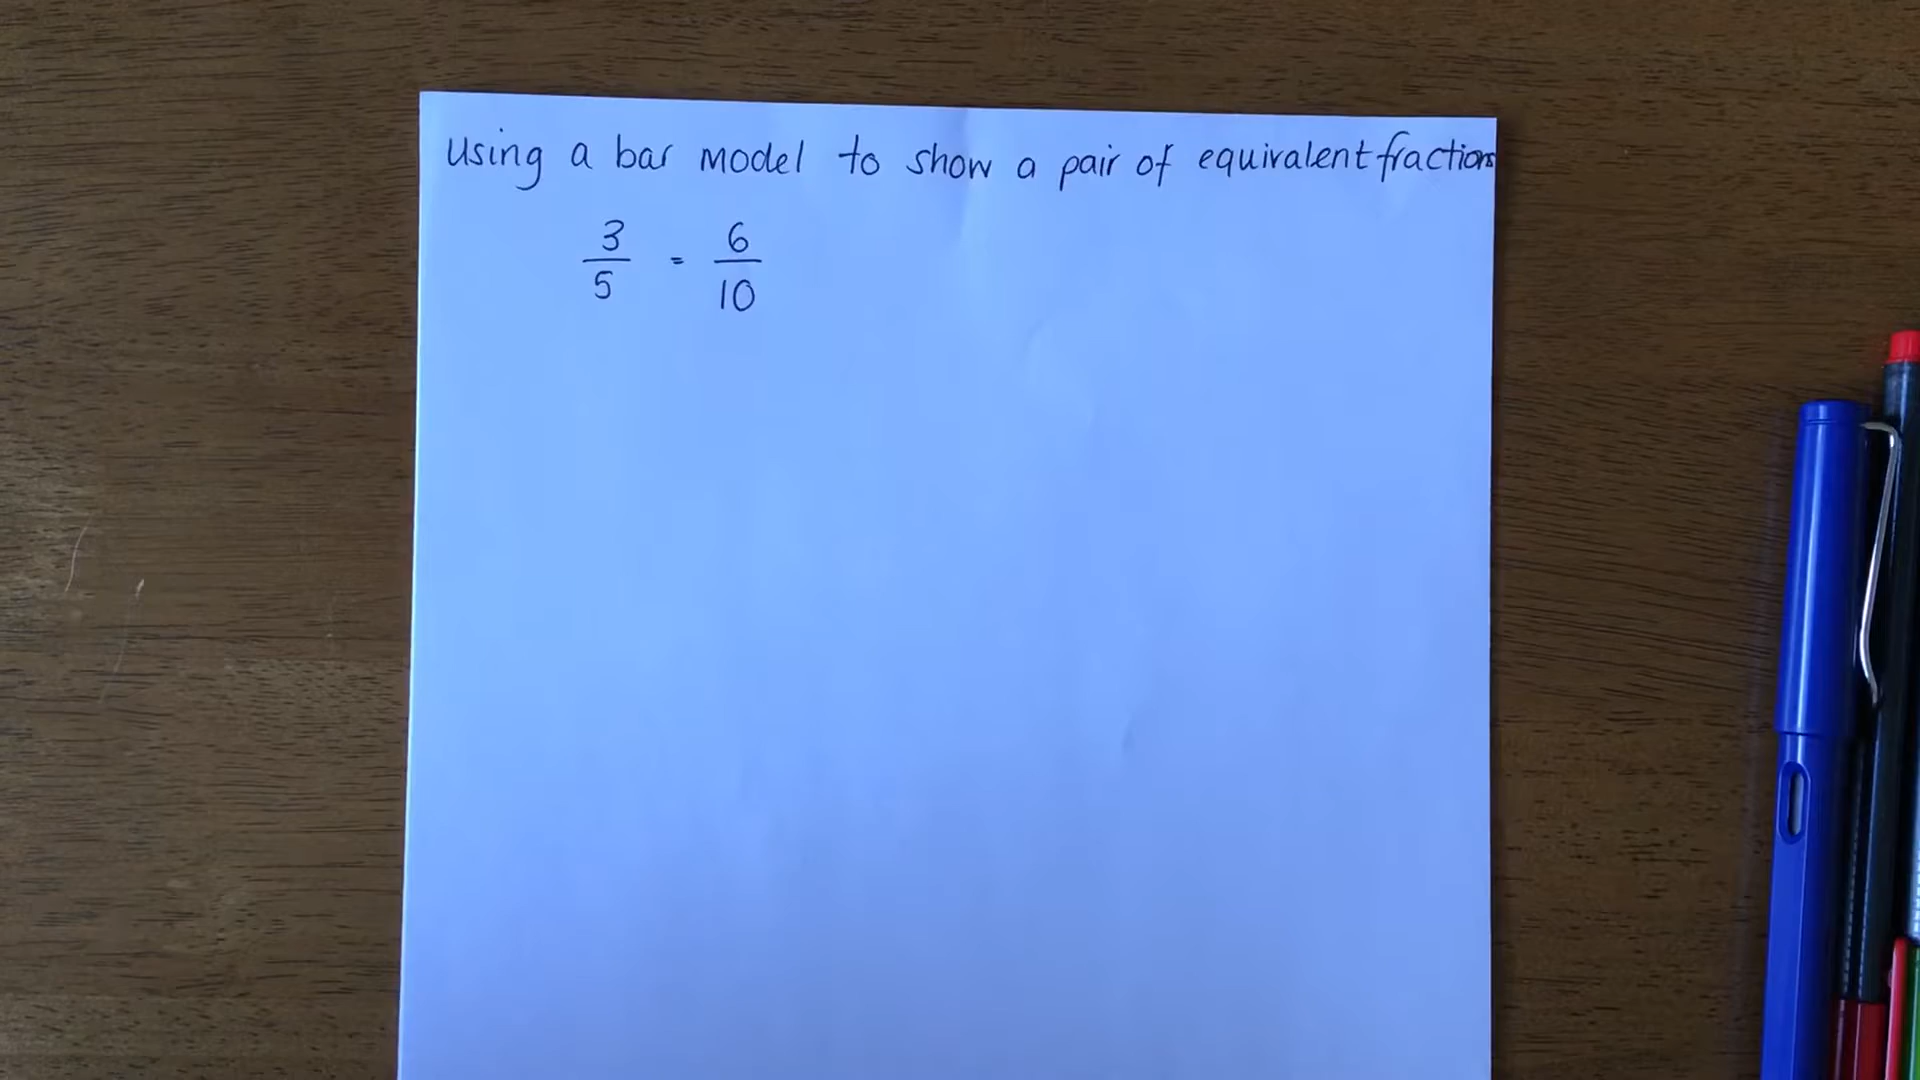 Using a bar model to show a pair of equivalent fractions
3/5 = 6/10